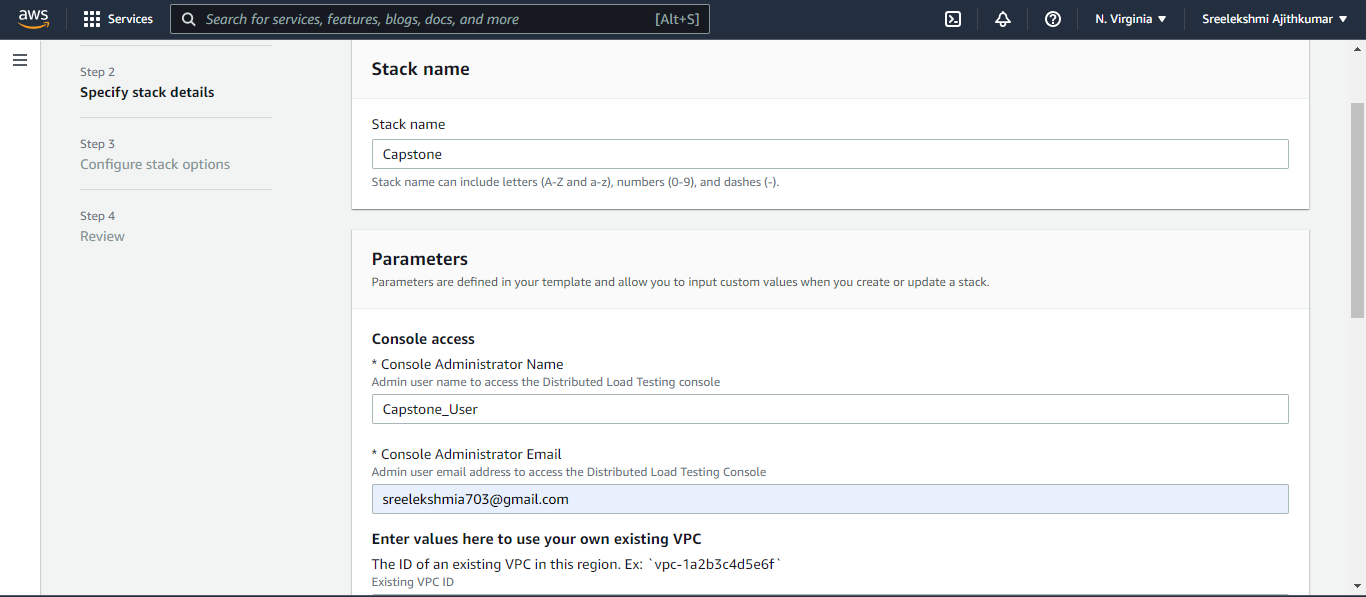 aws
Services
Search for services, features, blogs, docs, and more
[Alt+S]
N. Virginia ▼
Sreelekshmi Ajithkumar ▼
Step 2
Specify stack details
Step 3
Configure stack options
Step 4
Review
Stack name
Stack name
Capstone
Stack name can include letters (A-Z and a-z), numbers (0-9), and dashes (-).
Parameters
Parameters are defined in your template and allow you to input custom values when you create or update a stack.
Console access
* Console Administrator Name
Admin user name to access the Distributed Load Testing console
Capstone_User
* Console Administrator Email
Admin user email address to access the Distributed Load Testing Console
sreelekshmia703@gmail.com
Enter values here to use your own existing VPC
The ID of an existing VPC in this region. Ex: `vpc-1a2b3c4d5e6f`
Existing VPC ID